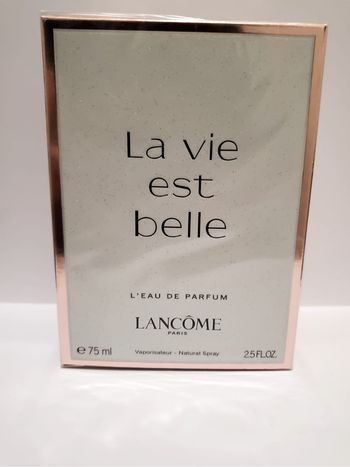 La vie
est
belle
L'EAU DE PARFUM
LANCÔME
PARIS
℮ 75 ml Vaporisateur - Natural Spray 2.5 FL.OZ.